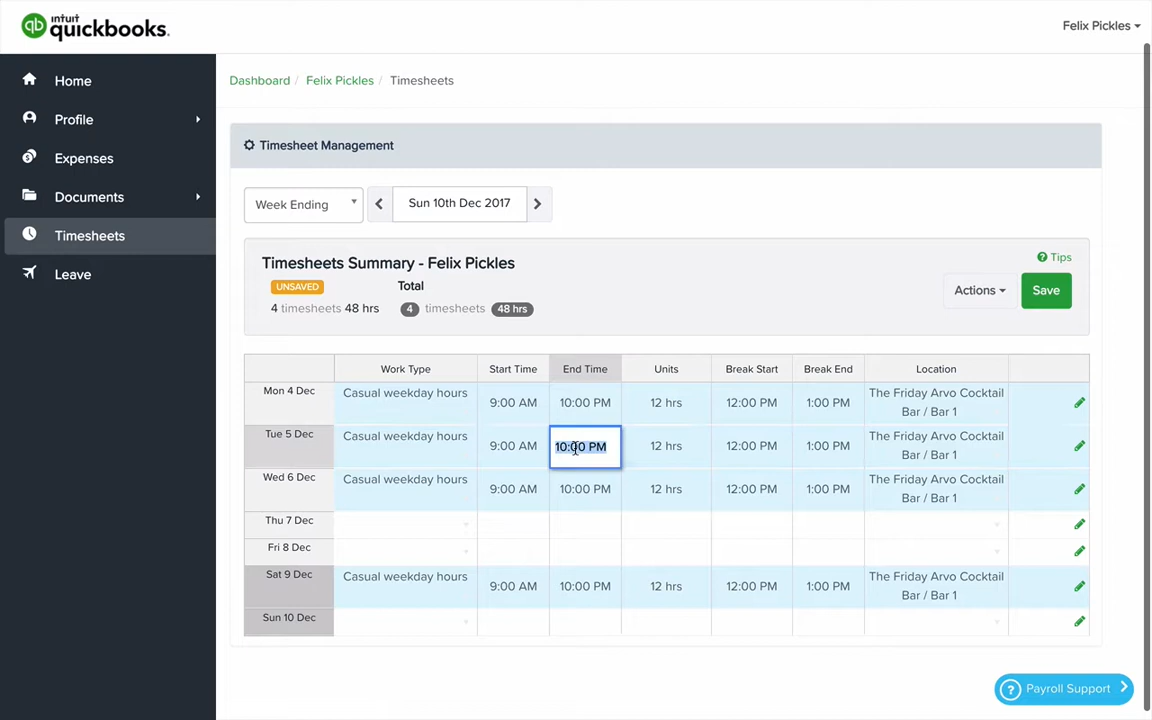 intuit
quickbooks.
Felix Pickles
Home
Profile
Expenses
Documents
Timesheets
Leave
Dashboard / Felix Pickles / Timesheets
Timesheet Management
Week Ending
Sun 10th Dec 2017
Timesheets Summary - Felix Pickles
Tips
UNSAVED
Total
4 timesheets 48 hrs
4 timesheets 48 hrs
Actions
Save
Work Type Start Time End Time Units Break Start Break End Location
Mon 4 Dec Casual weekday hours 9:00 AM 10:00 PM 12 hrs 12:00 PM 1:00 PM The Friday Arvo Cocktail
Bar / Bar 1
Tue 5 Dec Casual weekday hours 9:00 AM 10:00 PM 12 hrs 12:00 PM 1:00 PM The Friday Arvo Cocktail
Bar / Bar 1
Wed 6 Dec Casual weekday hours 9:00 AM 10:00 PM 12 hrs 12:00 PM 1:00 PM The Friday Arvo Cocktail
Bar / Bar 1
Thu 7 Dec
Fri 8 Dec
Sat 9 Dec Casual weekday hours 9:00 AM 10:00 PM 12 hrs 12:00 PM 1:00 PM The Friday Arvo Cocktail
Bar / Bar 1
Sun 10 Dec
Payroll Support